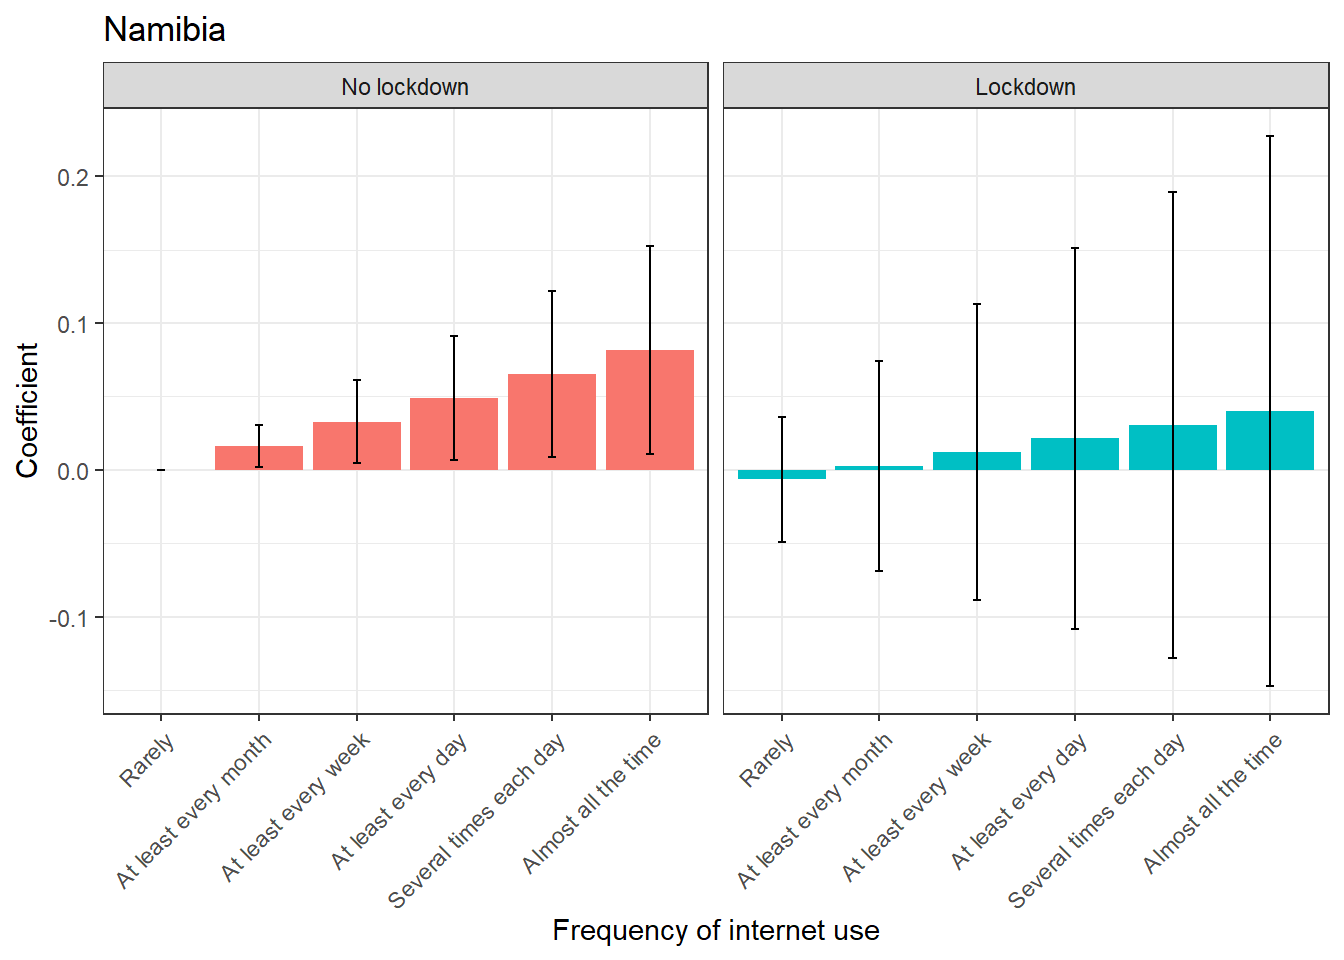 Namibia
No lockdown
Lockdown
Coefficient
0.2
0.1
0.0
-0.1
Rarely
At least every month
At least every week
At least every day
Several times each day
Almost all the time
Rarely
At least every month
At least every week
At least every day
Several times each day
Almost all the time
Frequency of internet use